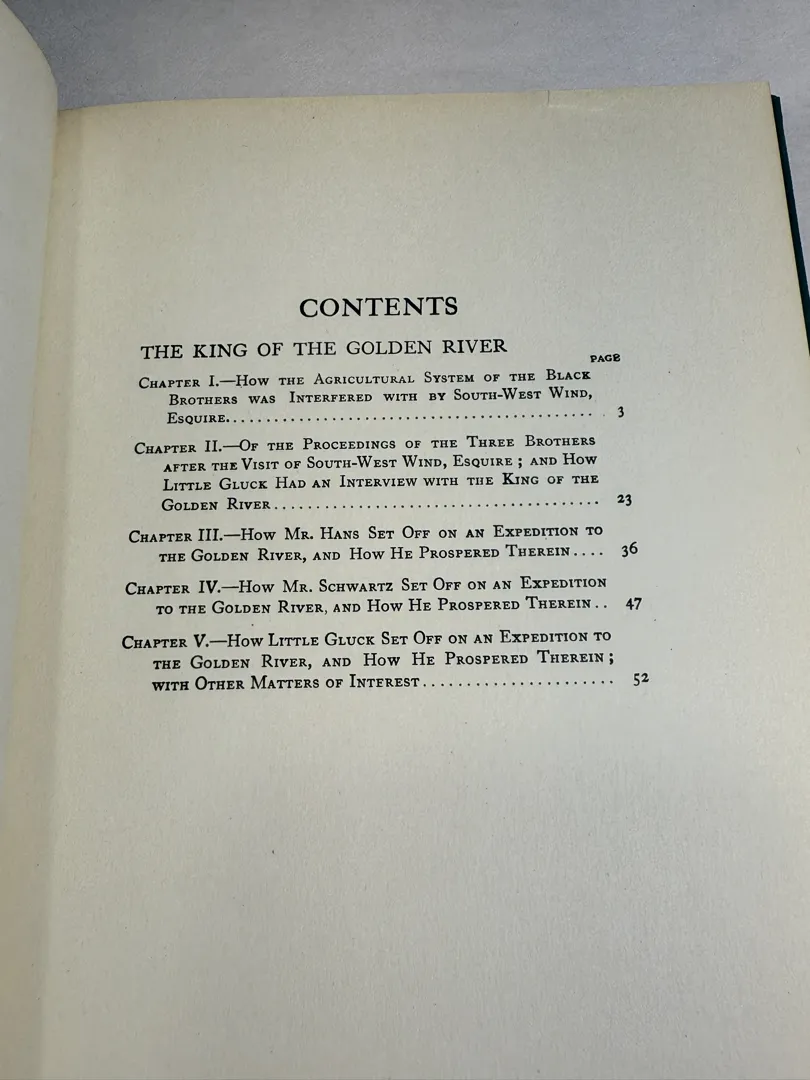 CONTENTS
THE KING OF THE GOLDEN RIVER
PAGE
Chapter I.—How the Agricultural System of the Black
Brothers was Interfered with by South-West Wind,
Esquire............................................ 3
Chapter II.—Of the Proceedings of the Three Brothers
after the Visit of South-West Wind, Esquire ; and How
Little Gluck Had an Interview with the King of the
Golden River...................................... 23
Chapter III.—How Mr. Hans Set Off on an Expedition to
the Golden River, and How He Prospered Therein.... 36
Chapter IV.—How Mr. Schwartz Set Off on an Expedition
to the Golden River, and How He Prospered Therein.. 47
Chapter V.—How Little Gluck Set Off on an Expedition to
the Golden River, and How He Prospered Therein ;
with Other Matters of Interest...................... 52